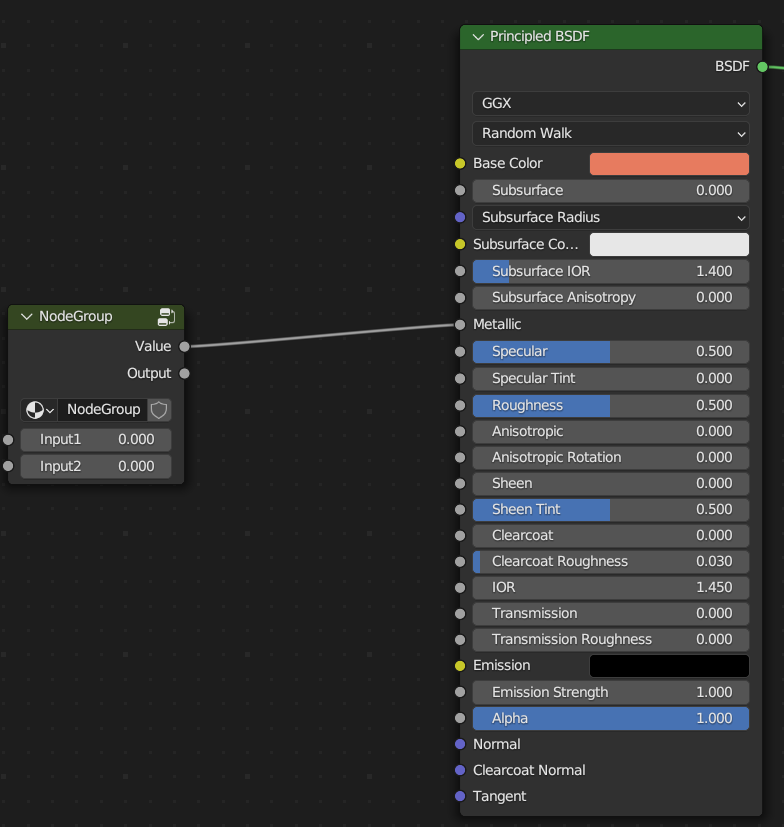 Principled BSDF
BSDF
GGX
Random Walk
Base Color
Subsurface 0.000
Subsurface Radius
Subsurface Co...
Subsurface IOR 1.400
Subsurface Anisotropy 0.000
Metallic
Specular 0.500
Specular Tint 0.000
Roughness 0.500
Anisotropic 0.000
Anisotropic Rotation 0.000
Sheen 0.000
Sheen Tint 0.500
Clearcoat 0.000
Clearcoat Roughness 0.030
IOR 1.450
Transmission 0.000
Transmission Roughness 0.000
Emission
Emission Strength 1.000
Alpha 1.000
Normal
Clearcoat Normal
Tangent
NodeGroup
Value
Output
NodeGroup
Input1 0.000
Input2 0.000